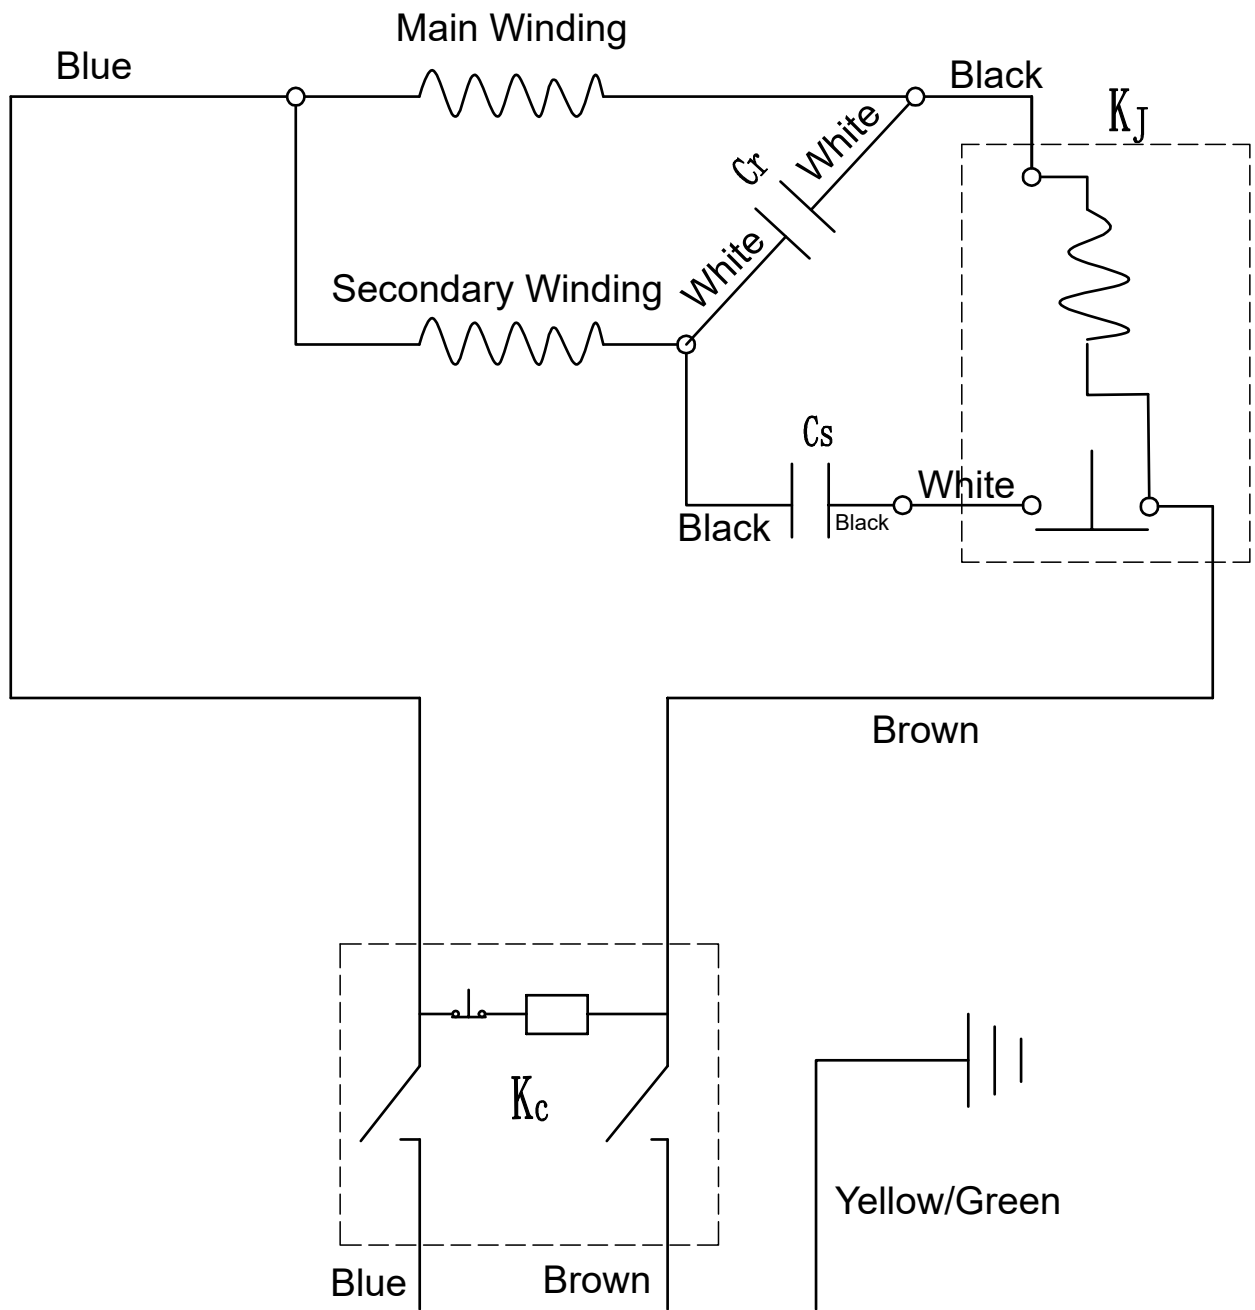 Main Winding
Blue
Black
KJ
White
Cr
White
Secondary Winding
Cs
White
Black
Black
Brown
Kc
Yellow/Green
Blue
Brown